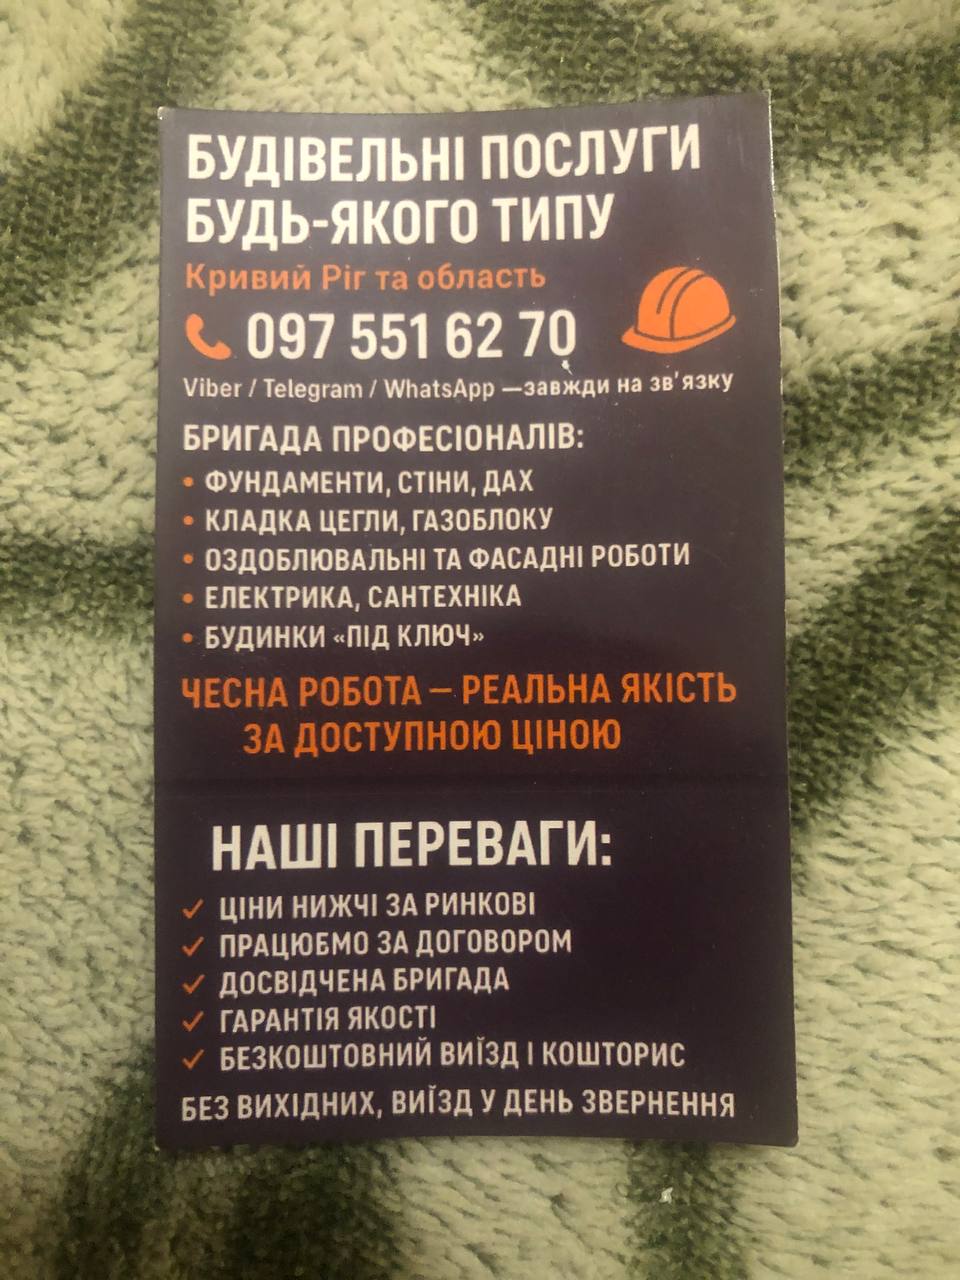 БУДІВЕЛЬНІ ПОСЛУГИ
БУДЬ-ЯКОГО ТИПУ
Кривий Ріг та область
097 551 62 70
Viber / Telegram / WhatsApp —завжди на зв'язку
БРИГАДА ПРОФЕСІОНАЛІВ:
• ФУНДАМЕНТИ, СТІНИ, ДАХ
• КЛАДКА ЦЕГЛИ, ГАЗОБЛОКУ
• ОЗДОБЛЮВАЛЬНІ ТА ФАСАДНІ РОБОТИ
• ЕЛЕКТРИКА, САНТЕХНІКА
• БУДИНКИ «ПІД КЛЮЧ»
ЧЕСНА РОБОТА – РЕАЛЬНА ЯКІСТЬ
ЗА ДОСТУПНОЮ ЦІНОЮ
НАШІ ПЕРЕВАГИ:
✓ ЦІНИ НИЖЧІ ЗА РИНКОВІ
✓ ПРАЦЮЄМО ЗА ДОГОВОРОМ
✓ ДОСВІДЧЕНА БРИГАДА
✓ ГАРАНТІЯ ЯКОСТІ
✓ БЕЗКОШТОВНИЙ ВИЇЗД І КОШТОРИС
БЕЗ ВИХІДНИХ, ВИЇЗД У ДЕНЬ ЗВЕРНЕННЯ